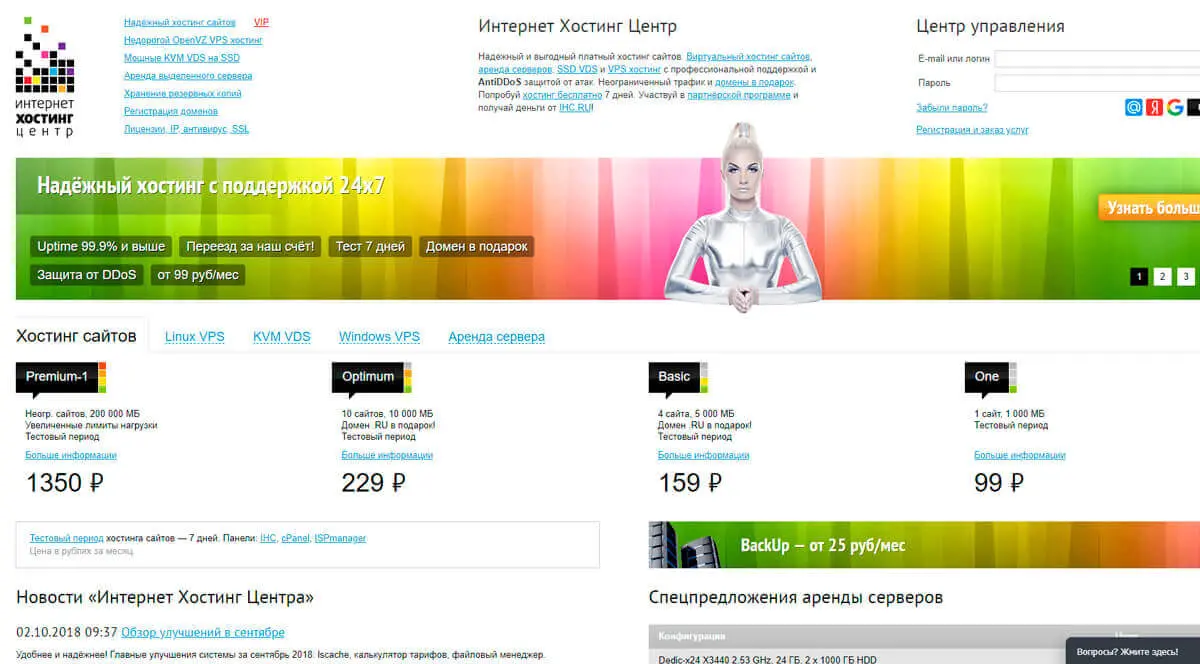 интернет
хостинг
центр
Надёжный хостинг сайтов VIP
Недорогой OpenVZ VPS хостинг
Мощные KVM VDS на SSD
Аренда выделенного сервера
Хранение резервных копий
Регистрация доменов
Лицензии, IP, антивирус, SSL
Интернет Хостинг Центр
Надежный и выгодный платный хостинг сайтов. Виртуальный хостинг сайтов,
аренда серверов, SSD VDS и VPS хостинг с профессиональной поддержкой и
AntiDDoS защитой от атак. Неограниченный трафик и домены в подарок.
Попробуй хостинг бесплатно 7 дней. Участвуй в партнёрской программе и
получай деньги от IHC.RU!
Центр управления
E-mail или логин
Пароль
Забыли пароль?
Регистрация и заказ услуг
Надёжный хостинг с поддержкой 24x7
Узнать больш
Uptime 99.9% и выше Переезд за наш счёт! Тест 7 дней Домен в подарок
Защита от DDoS от 99 руб/мес
1 2 3
Хостинг сайтов Linux VPS KVM VDS Windows VPS Аренда сервера
Premium-1
Неогр. сайтов, 200 000 МБ
Увеличенные лимиты нагрузки
Тестовый период
Больше информации
1350 ₽
Optimum
10 сайтов, 10 000 МБ
Домен .RU в подарок!
Тестовый период
Больше информации
229 ₽
Basic
4 сайта, 5 000 МБ
Домен .RU в подарок!
Тестовый период
Больше информации
159 ₽
One
1 сайт, 1 000 МБ
Тестовый период
Больше информации
99 ₽
Тестовый период хостинга сайтов — 7 дней. Панели: IHC, cPanel, ISPmanager
Цена в рублях за месяц.
BackUp — от 25 руб/мес
Новости «Интернет Хостинг Центра»
02.10.2018 09:37 Обзор улучшений в сентябре
Удобнее и надёжнее! Главные улучшения системы за сентябрь 2018: lscache, калькулятор тарифов, файловый менеджер.
Спецпредложения аренды серверов
Конфигурация
Dedic-x24 X3440 2.53 GHz, 24 ГБ, 2 x 1000 ГБ HDD
Вопросы? Жмите здесь!